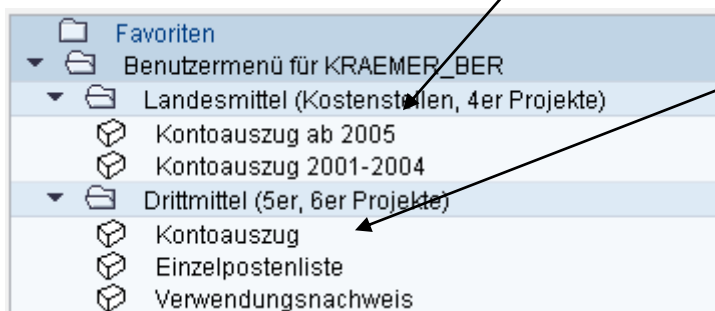 Favoriten
Benutzermenü für KRAEMER_BER
Landesmittel (Kostenstellen, 4er Projekte)
Kontoauszug ab 2005
Kontoauszug 2001-2004
Drittmittel (5er, 6er Projekte)
Kontoauszug
Einzelpostenliste
Verwendungsnachweis